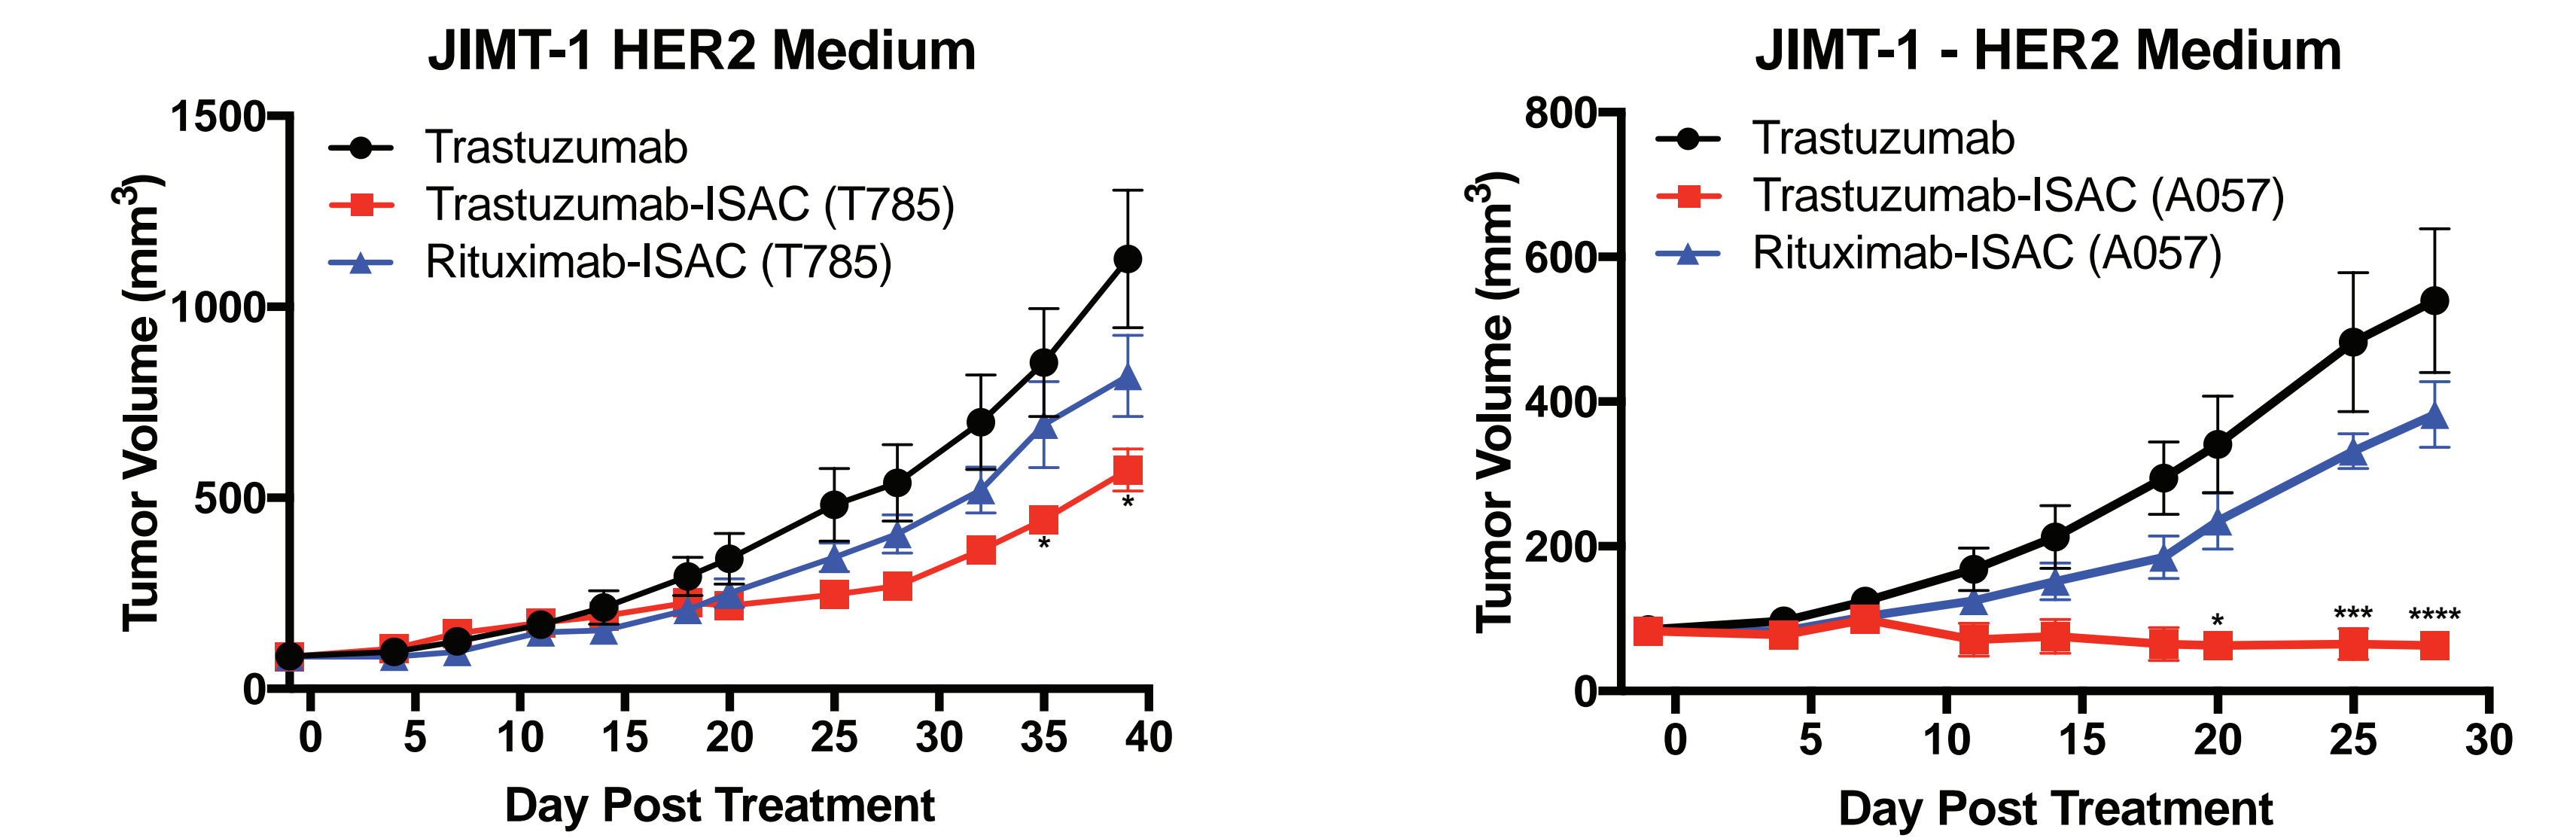 JIMT-1 HER2 Medium
1500
1000
500
0
Tumor Volume (mm3)
Trastuzumab
Trastuzumab-ISAC (T785)
Rituximab-ISAC (T785)
*
*
0 5 10 15 20 25 30 35 40
Day Post Treatment
JIMT-1 - HER2 Medium
800
600
400
200
0
Tumor Volume (mm3)
Trastuzumab
Trastuzumab-ISAC (A057)
Rituximab-ISAC (A057)
* *** ****
0 5 10 15 20 25 30
Day Post Treatment